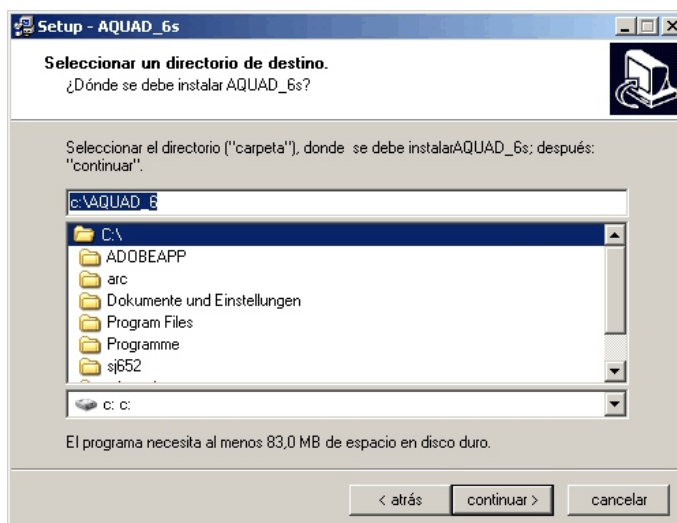 Setup - AQUAD_6s
Seleccionar un directorio de destino.
¿Dónde se debe instalar AQUAD_6s?
Seleccionar el directorio ("carpeta"), donde  se debe instalarAQUAD_6s; después:
"continuar".
c:\AQUAD_6
C:\
ADOBEAPP
arc
Dokumente und Einstellungen
Program Files
Programme
sj652
c: c:
El programa necesita al menos 83,0 MB de espacio en disco duro.
< atrás
continuar >
cancelar